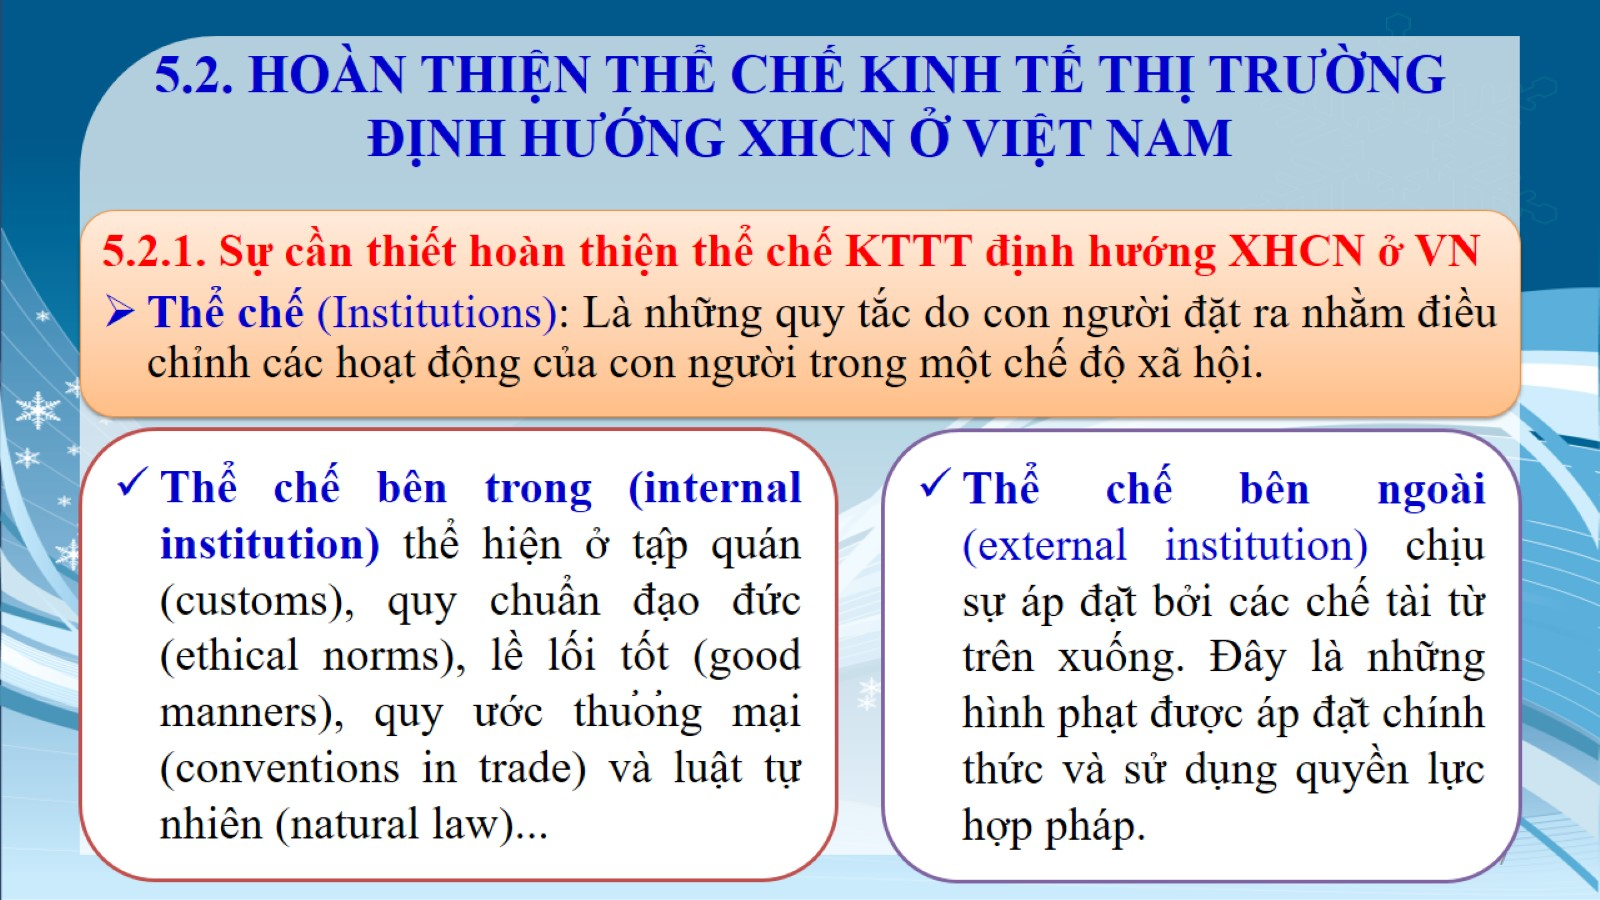 5.2. HOÀN THIỆN THỂ CHẾ KINH TẾ THỊ TRƯỜNG
ĐỊNH HƯỚNG XHCN Ở VIỆT NAM
5.2.1. Sự cần thiết hoàn thiện thể chế KTTT định hướng XHCN ở VN
➢ Thể chế (Institutions): Là những quy tắc do con người đặt ra nhằm điều
chỉnh các hoạt động của con người trong một chế độ xã hội.
✓ Thể chế bên trong (internal
institution) thể hiện ở tập quán
(customs), quy chuẩn đạo đức
(ethical norms), lề lối tốt (good
manners), quy ước thuỏng mại
(conventions in trade) và luật tự
nhiên (natural law)...
✓ Thể chế bên ngoài
(external institution) chịu
sự áp đặt bởi các chế tài từ
trên xuống. Đây là những
hình phạt được áp đặt chính
thức và sử dụng quyền lực
hợp pháp.